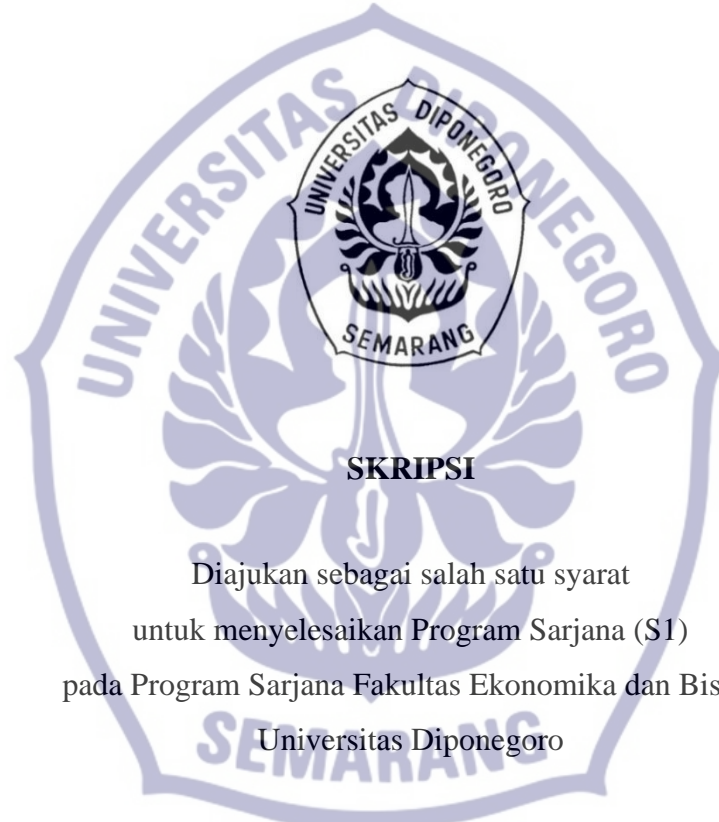 UNIVERSITAS DIPONEGORO
SEMARANG
UNIVERSITAS DIPONEGORO
SEMARANG
SKRIPSI
Diajukan sebagai salah satu syarat
untuk menyelesaikan Program Sarjana (S1)
pada Program Sarjana Fakultas Ekonomika dan Bis
Universitas Diponegoro